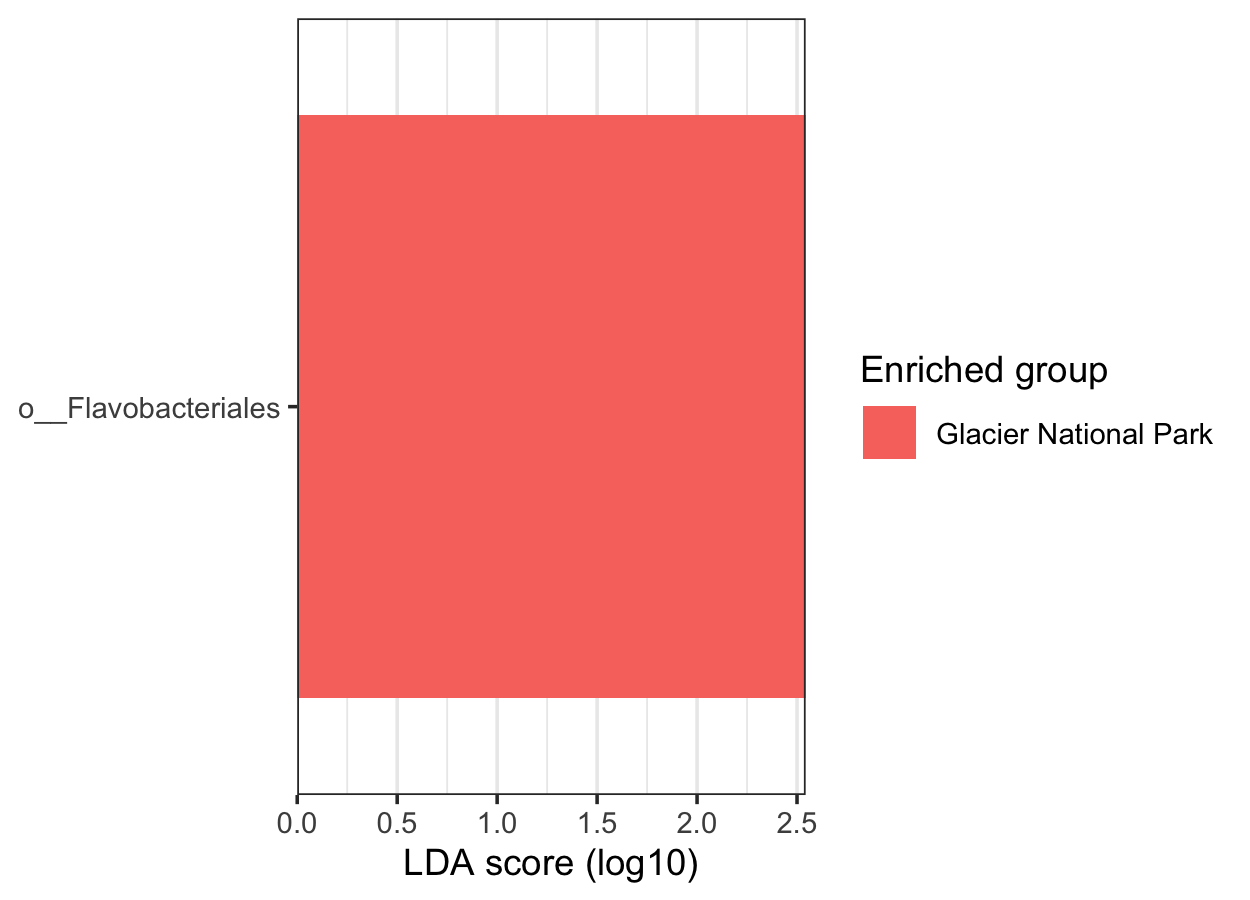 o__Flavobacteriales
0.0 0.5 1.0 1.5 2.0 2.5
LDA score (log10)
Enriched group
Glacier National Park